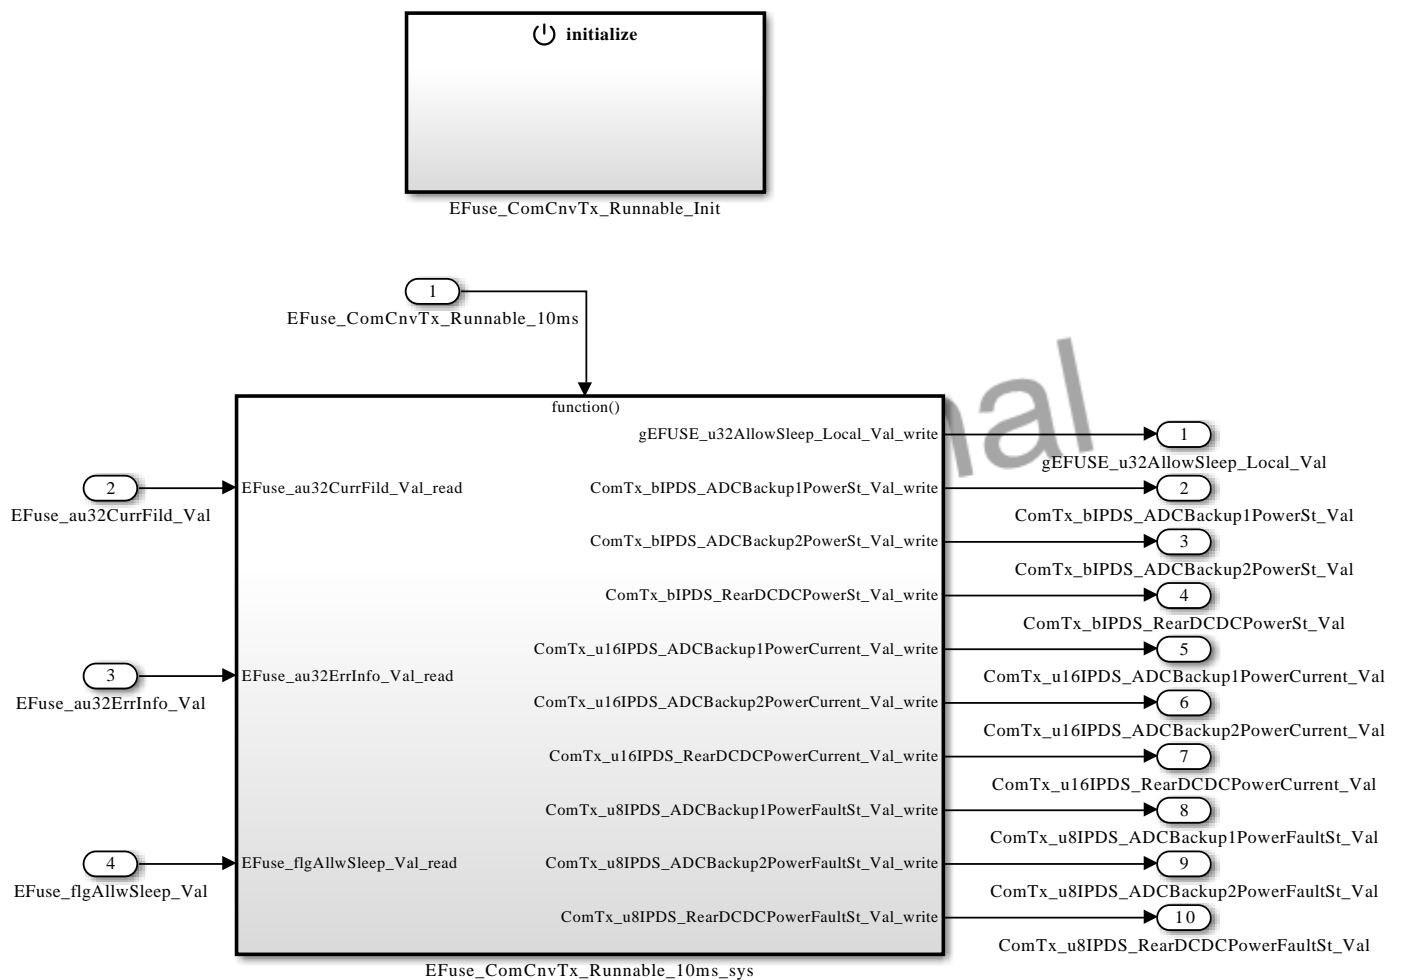 initialize
EFuse_ComCnvTx_Runnable_Init
1
EFuse_ComCnvTx_Runnable_10ms
function()
gEFUSE_u32AllowSleep_Local_Val_write
1
gEFUSE_u32AllowSleep_Local_Val
2
EFuse_au32CurrFild_Val_read
EFuse_au32CurrFild_Val
ComTx_bIPDS_ADCBackup1PowerSt_Val_write
2
ComTx_bIPDS_ADCBackup1PowerSt_Val
ComTx_bIPDS_ADCBackup2PowerSt_Val_write
3
ComTx_bIPDS_ADCBackup2PowerSt_Val
ComTx_bIPDS_RearDCDCPowerSt_Val_write
4
ComTx_bIPDS_RearDCDCPowerSt_Val
ComTx_u16IPDS_ADCBackup1PowerCurrent_Val_write
5
ComTx_u16IPDS_ADCBackup1PowerCurrent_Val
3
EFuse_au32ErrInfo_Val_read
EFuse_au32ErrInfo_Val
ComTx_u16IPDS_ADCBackup2PowerCurrent_Val_write
6
ComTx_u16IPDS_ADCBackup2PowerCurrent_Val
ComTx_u16IPDS_RearDCDCPowerCurrent_Val_write
7
ComTx_u16IPDS_RearDCDCPowerCurrent_Val
ComTx_u8IPDS_ADCBackup1PowerFaultSt_Val_write
8
ComTx_u8IPDS_ADCBackup1PowerFaultSt_Val
4
EFuse_flgAllwSleep_Val_read
EFuse_flgAllwSleep_Val
ComTx_u8IPDS_ADCBackup2PowerFaultSt_Val_write
9
ComTx_u8IPDS_ADCBackup2PowerFaultSt_Val
ComTx_u8IPDS_RearDCDCPowerFaultSt_Val_write
10
ComTx_u8IPDS_RearDCDCPowerFaultSt_Val
EFuse_ComCnvTx_Runnable_10ms_sys